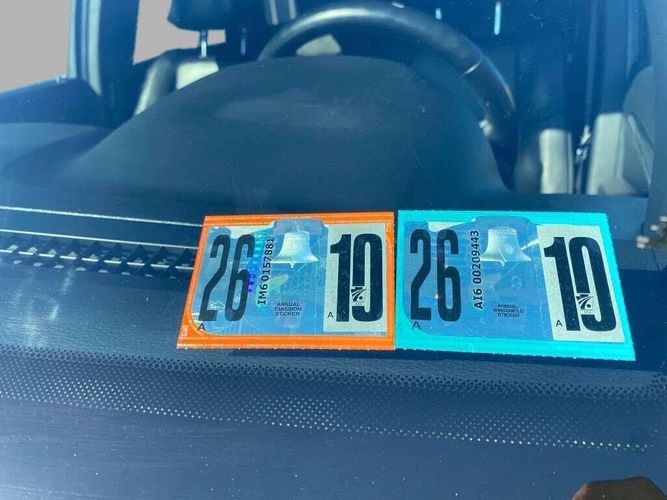 26
IM6 0157881
ANNUAL
EMISSION
STICKER
A
A
10
26
AI6 00209443
ANNUAL
WINDSHIELD
STICKER
A
A
10